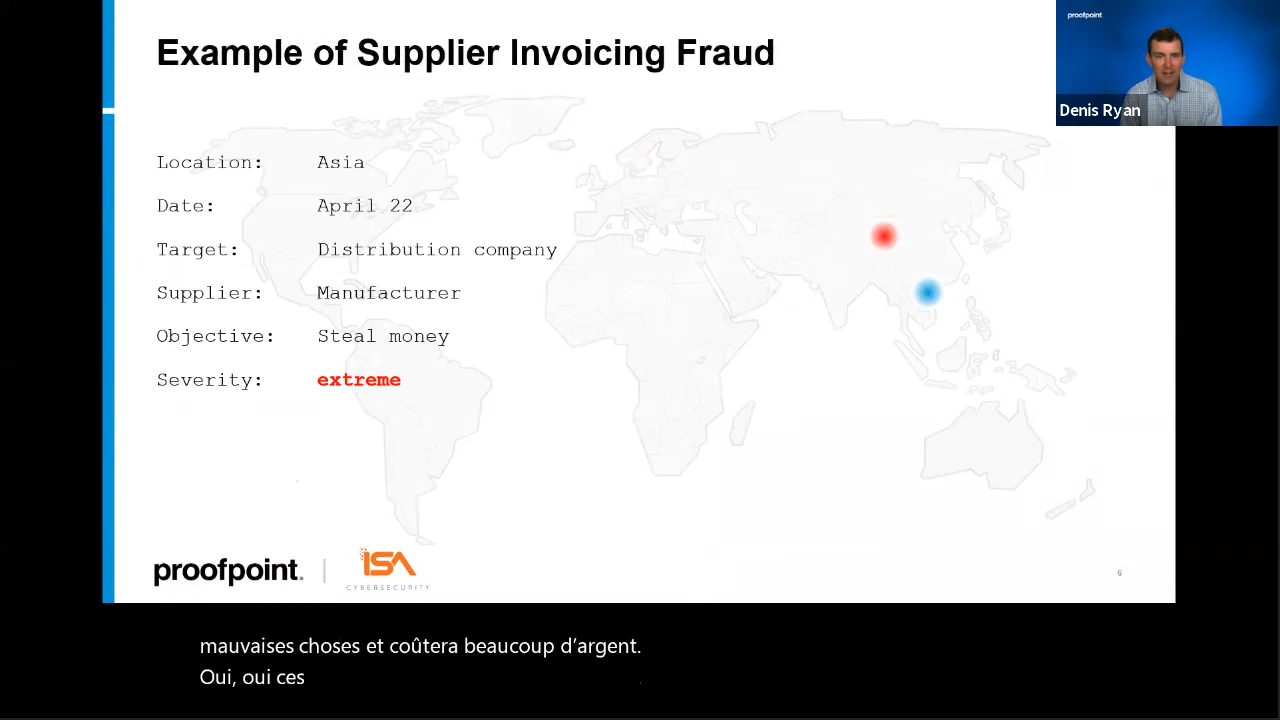 Example of Supplier Invoicing Fraud
proofpoint
Denis Ryan
Location: Asia
Date: April 22
Target: Distribution company
Supplier: Manufacturer
Objective: Steal money
Severity: extreme
proofpoint. | ISA
CYBERSECURITY
6
mauvaises choses et coûtera beaucoup d’argent.
Oui, oui ces